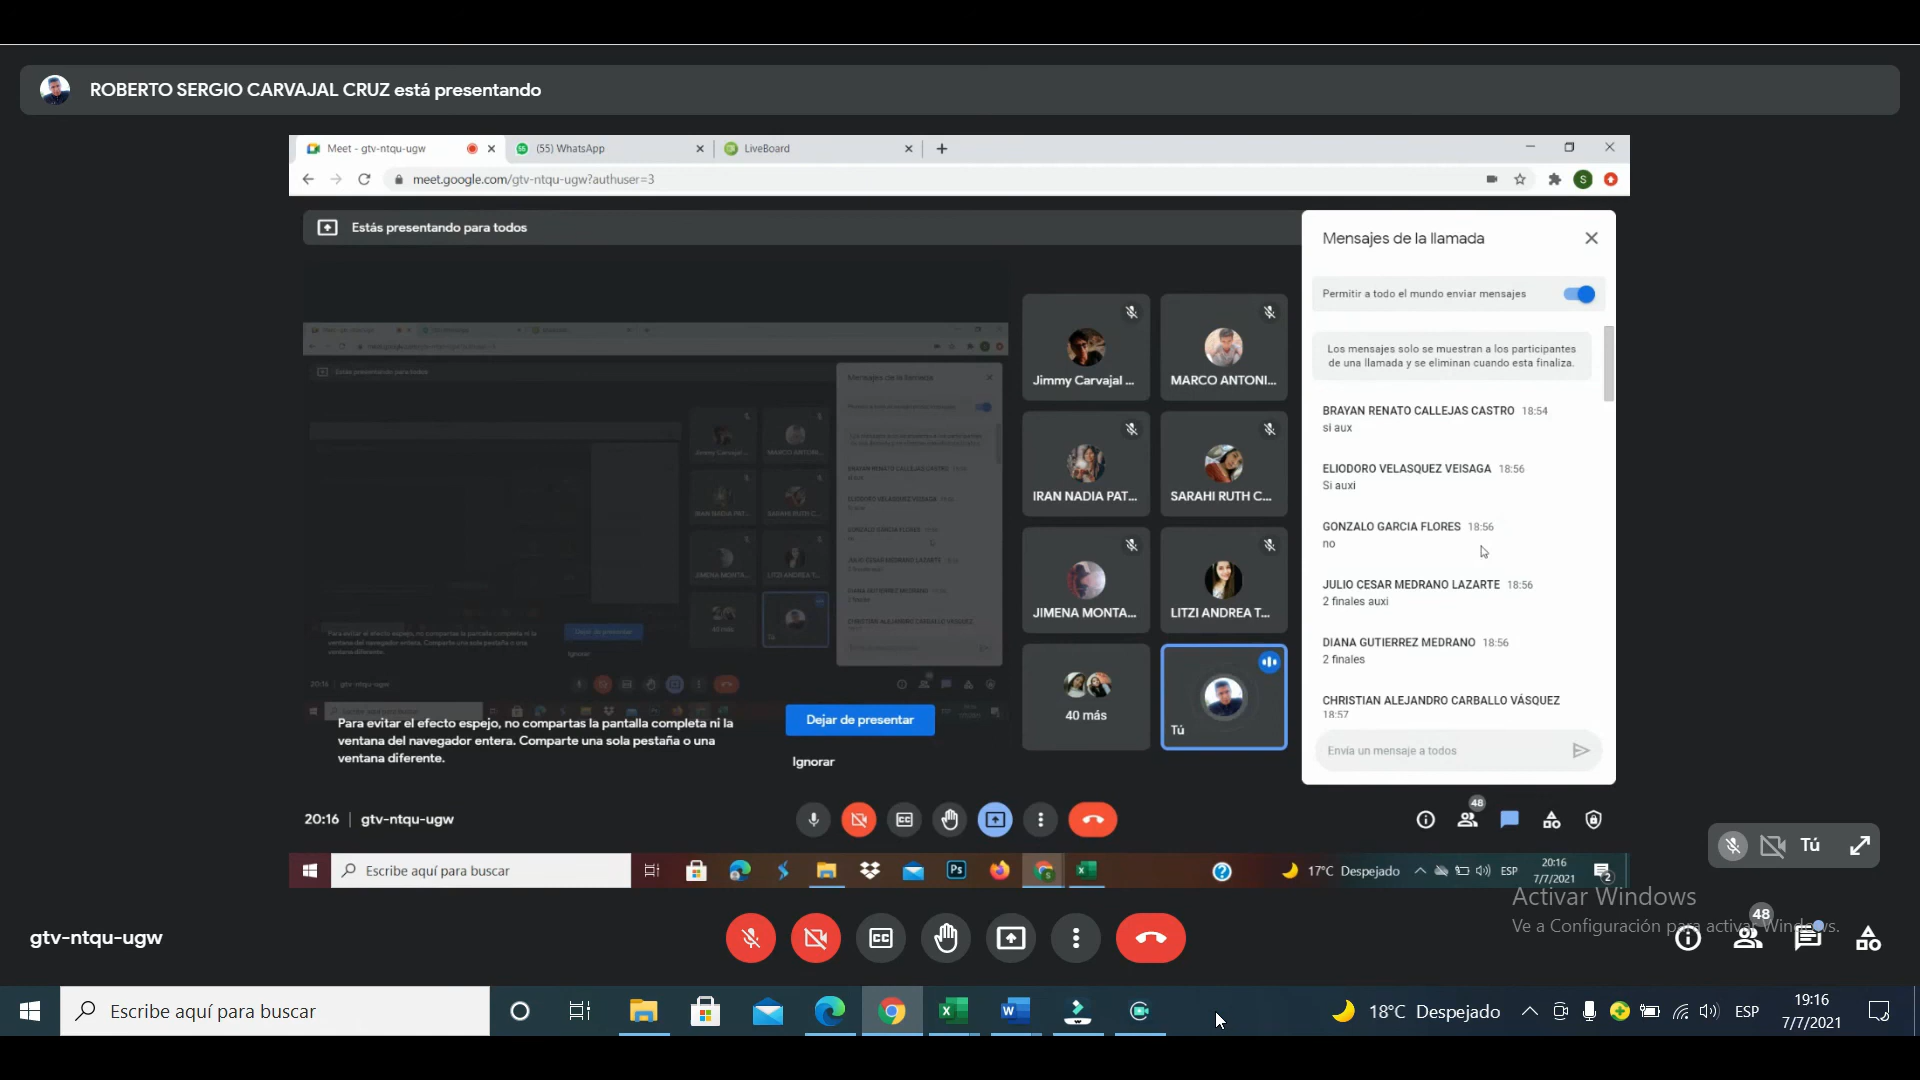 ROBERTO SERGIO CARVAJAL CRUZ está presentando
Meet - gtv-ntqu-ugw
(55) WhatsApp
LiveBoard
meet.google.com/gtv-ntqu-ugw?authuser=3
S
Estás presentando para todos
Mensajes de la llamada
Permitir a todo el mundo enviar mensajes
Los mensajes solo se muestran a los participantes
de una llamada y se eliminan cuando esta finaliza.
BRAYAN RENATO CALLEJAS CASTRO 18:54
si aux
ELIODORO VELASQUEZ VEISAGA 18:56
Si auxi
GONZALO GARCIA FLORES 18:56
no
JULIO CESAR MEDRANO LAZARTE 18:56
2 finales auxi
DIANA GUTIERREZ MEDRANO 18:56
2 finales
CHRISTIAN ALEJANDRO CARBALLO VÁSQUEZ
18:57
Envía un mensaje a todos
Jimmy Carvajal ...
MARCO ANTONI...
IRAN NADIA PAT...
SARAHI RUTH C...
JIMENA MONTA...
LITZI ANDREA T...
40 más
Tú
Para evitar el efecto espejo, no compartas la pantalla completa ni la
ventana del navegador entera. Comparte una sola pestaña o una
ventana diferente.
Dejar de presentar
Ignorar
20:16 | gtv-ntqu-ugw
48
Escribe aquí para buscar
Ps
17°C Despejado
ESP
20:16
7/7/2021
2
Tú
Activar Windows
Ve a Configuración para activar Windows.
gtv-ntqu-ugw
48
Escribe aquí para buscar
18°C Despejado
ESP
19:16
7/7/2021